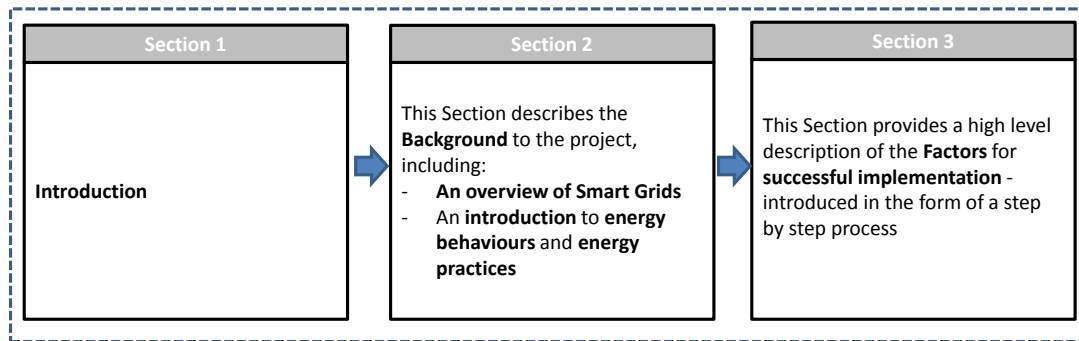 Section 1
Introduction
Section 2
This Section describes the
Background to the project,
including:
- An overview of Smart Grids
- An introduction to energy
behaviours and energy
practices
Section 3
This Section provides a high level
description of the Factors for
successful implementation -
introduced in the form of a step
by step process